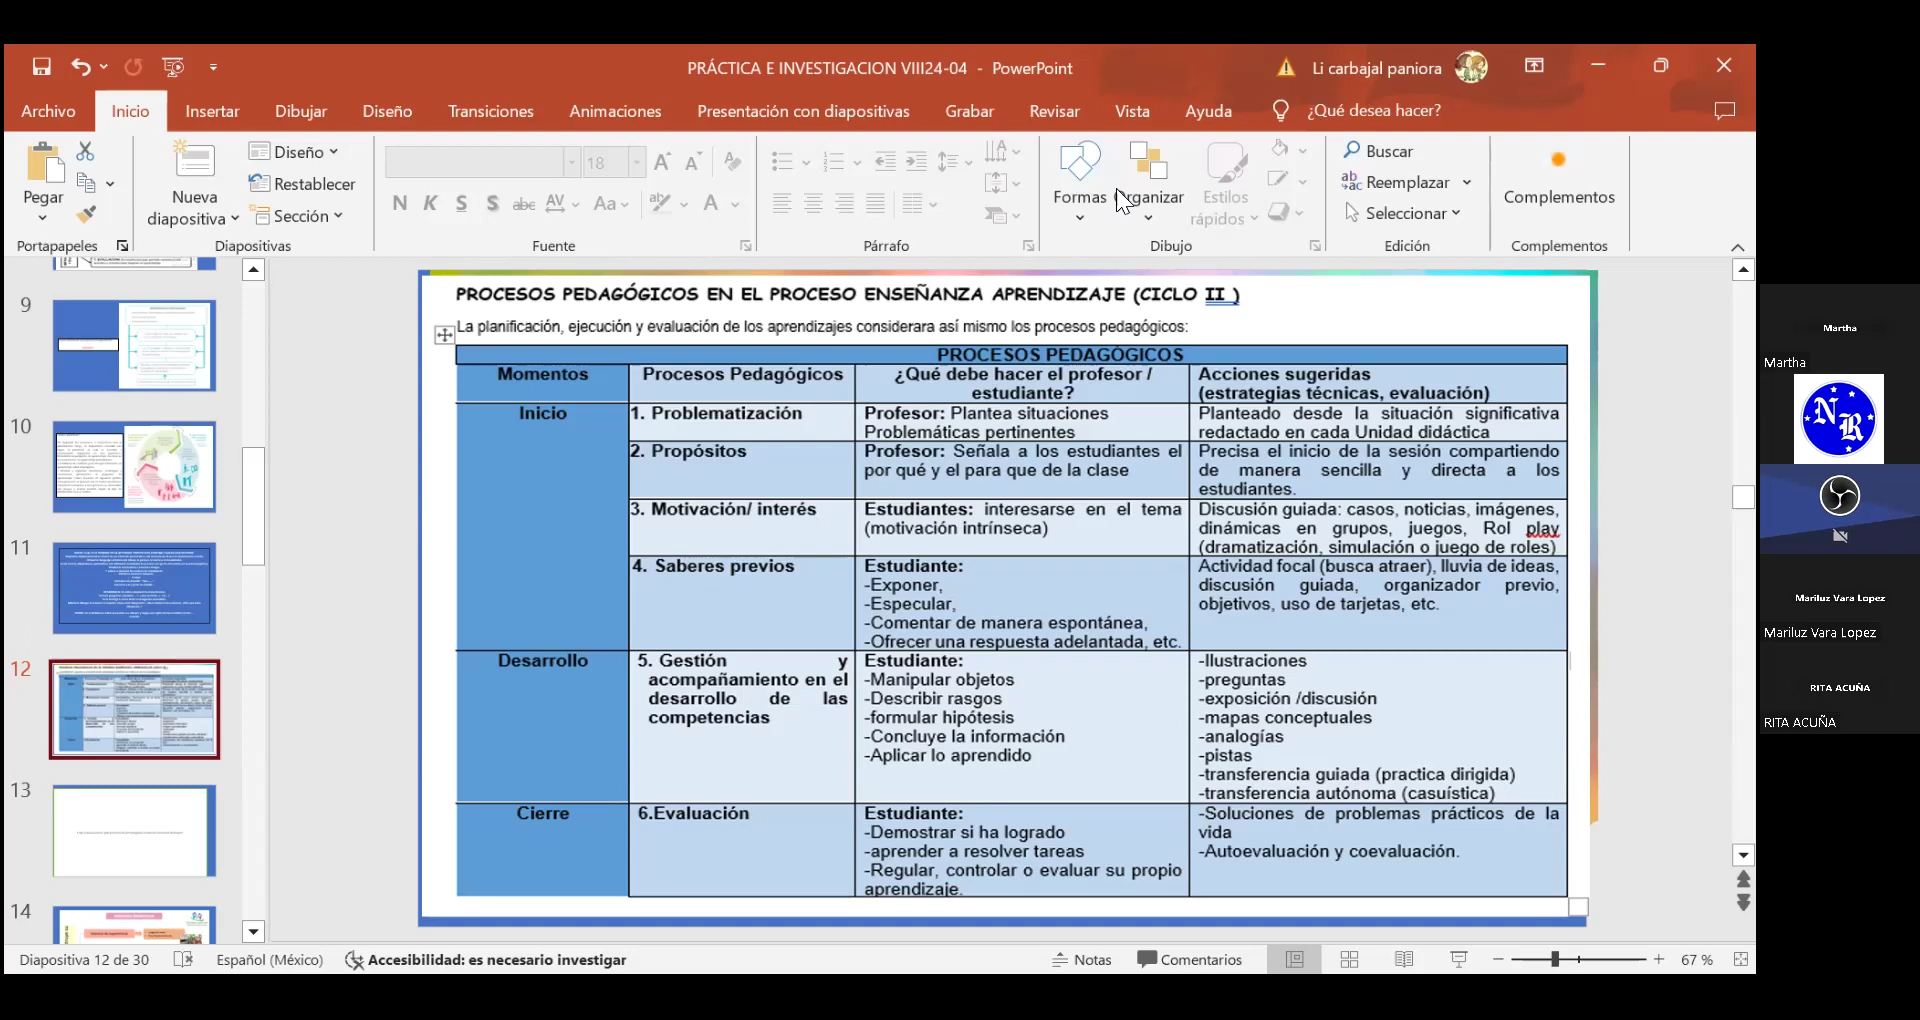 PRÁCTICA E INVESTIGACION VIII24-04 - PowerPoint
Li carbajal paniora
Archivo Inicio Insertar Dibujar Diseño Transiciones Animaciones Presentación con diapositivas Grabar Revisar Vista Ayuda ¿Qué desea hacer?
Pegar
Portapapeles
Nueva
diapositiva
Diseño
Restablecer
Sección
Diapositivas
18
N K S S abc AV Aa A
Fuente
Párrafo
Formas
Organizar
Estilos
rápidos
Dibujo
Buscar
Reemplazar
Seleccionar
Edición
Complementos
Complementos
9
10
11
12
13
14
PROCESOS PEDAGÓGICOS EN EL PROCESO ENSEÑANZA APRENDIZAJE (CICLO II )
La planificación, ejecución y evaluación de los aprendizajes considerara así mismo los procesos pedagógicos:
PROCESOS PEDAGÓGICOS
Momentos
Procesos Pedagógicos
¿Qué debe hacer el profesor /
estudiante?
Acciones sugeridas
(estrategias técnicas, evaluación)
Inicio
1. Problematización
Profesor: Plantea situaciones
Problemáticas pertinentes
Planteado desde la situación significativa
redactado en cada Unidad didáctica
2. Propósitos
Profesor: Señala a los estudiantes el
por qué y el para que de la clase
Precisa el inicio de la sesión compartiendo
de manera sencilla y directa a los
estudiantes.
3. Motivación/ interés
Estudiantes: interesarse en el tema
(motivación intrínseca)
Discusión guiada: casos, noticias, imágenes,
dinámicas en grupos, juegos, Rol play
(dramatización, simulación o juego de roles)
4. Saberes previos
Estudiante:
-Exponer,
-Especular,
-Comentar de manera espontánea,
-Ofrecer una respuesta adelantada, etc.
Actividad focal (busca atraer), lluvia de ideas,
discusión guiada, organizador previo,
objetivos, uso de tarjetas, etc.
Desarrollo
5. Gestión y
acompañamiento en el
desarrollo de las
competencias
Estudiante:
-Manipular objetos
-Describir rasgos
-formular hipótesis
-Concluye la información
-Aplicar lo aprendido
-Ilustraciones
-preguntas
-exposición /discusión
-mapas conceptuales
-analogías
-pistas
-transferencia guiada (practica dirigida)
-transferencia autónoma (casuística)
Cierre
6.Evaluación
Estudiante:
-Demostrar si ha logrado
-aprender a resolver tareas
-Regular, controlar o evaluar su propio
aprendizaje.
-Soluciones de problemas prácticos de la
vida
-Autoevaluación y coevaluación.
Martha
Martha
NR
Mariluz Vara Lopez
Mariluz Vara Lopez
RITA ACUÑA
RITA ACUÑA
Diapositiva 12 de 30 Español (México) Accesibilidad: es necesario investigar Notas Comentarios 67 %